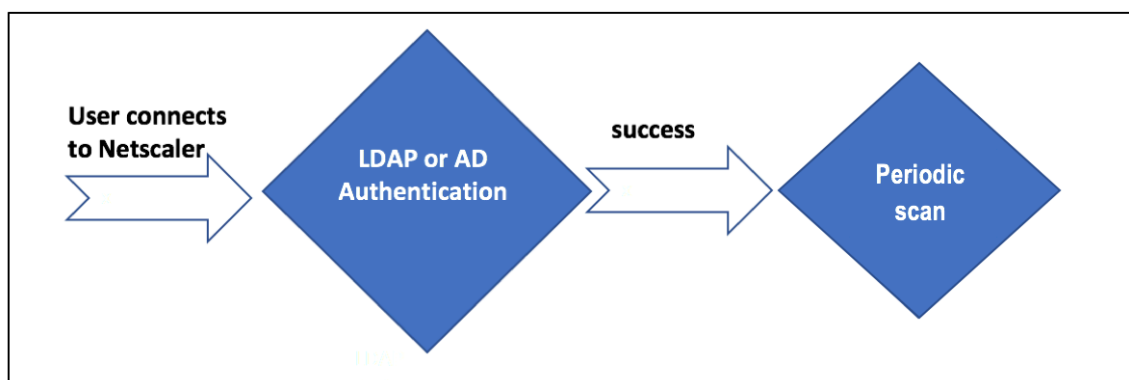 User connects
to Netscaler
LDAP or AD
Authentication
success
Periodic
scan